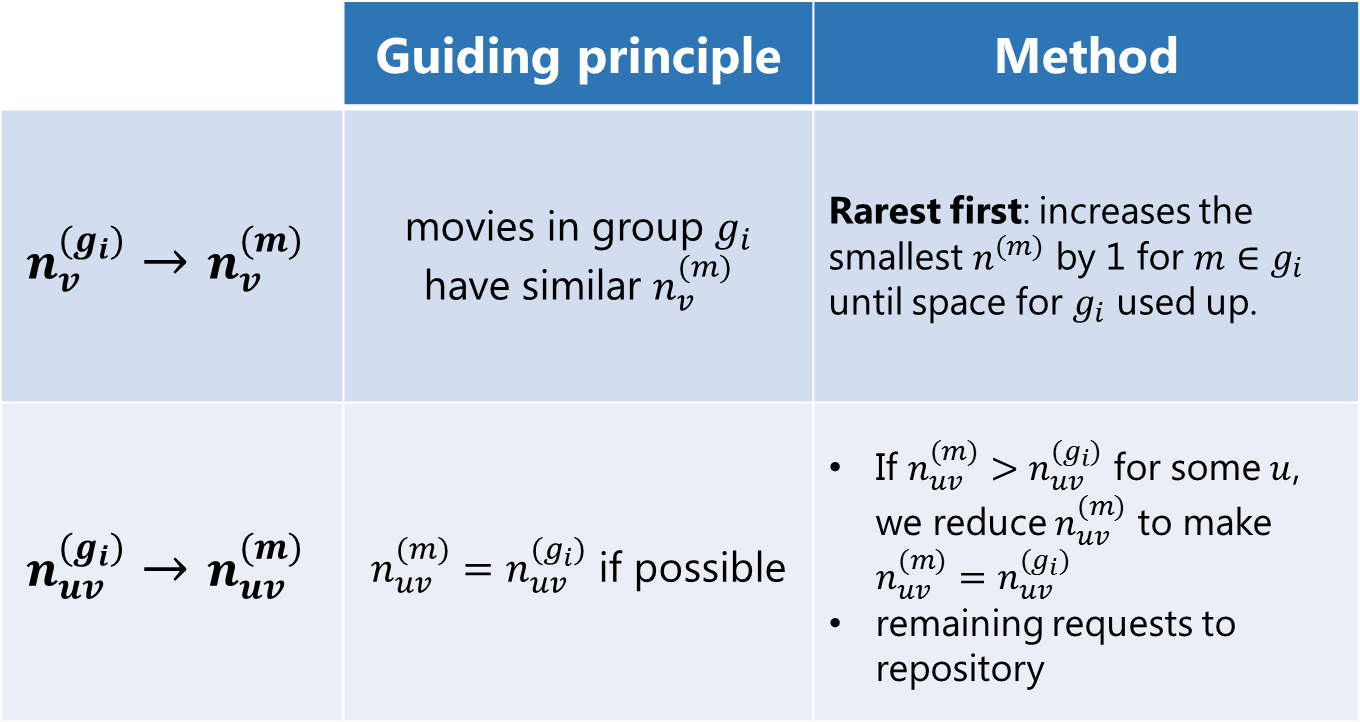 Guiding principle
Method
n_v^(g_i) → n_v^(m)
movies in group g_i
have similar n_v^(m)
Rarest first: increases the
smallest n^(m) by 1 for m ∈ g_i
until space for g_i used up.
n_uv^(g_i) → n_uv^(m)
n_uv^(m) = n_uv^(g_i) if possible
• If n_uv^(m) > n_uv^(g_i) for some u,
we reduce n_uv^(m) to make
n_uv^(m) = n_uv^(g_i)
• remaining requests to
repository